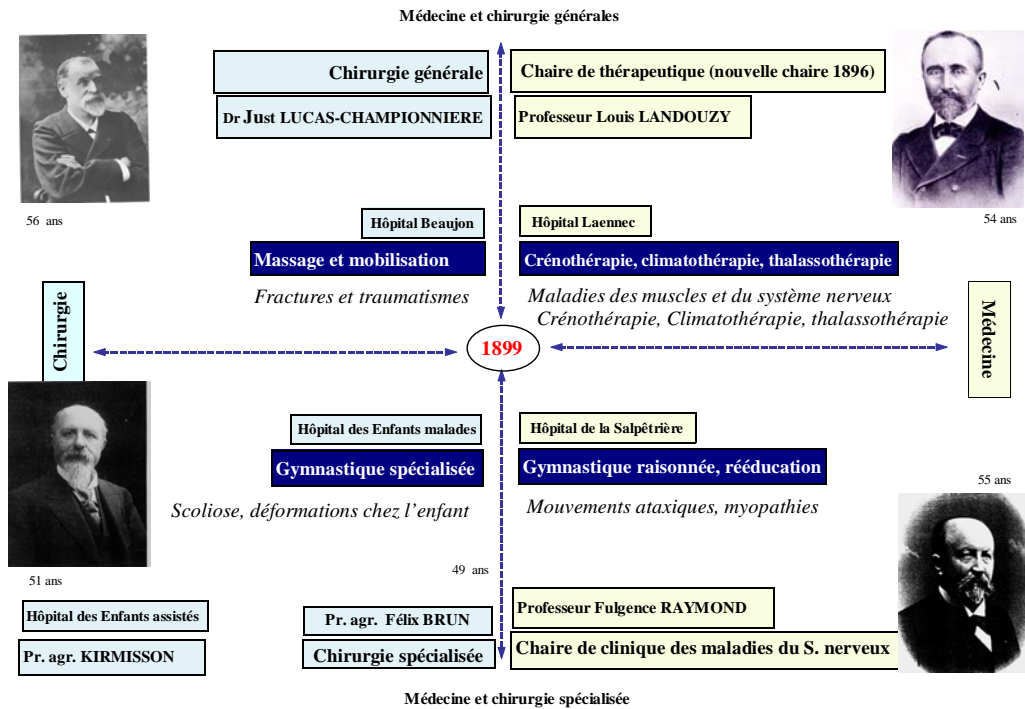 Médecine et chirurgie générales
Chirurgie générale
Dr Just LUCAS-CHAMPIONNIERE
56 ans
Chaire de thérapeutique (nouvelle chaire 1896)
Professeur Louis LANDOUZY
54 ans
Hôpital Beaujon
Massage et mobilisation
Fractures et traumatismes
Hôpital Laennec
Crénothérapie, climatothérapie, thalassothérapie
Maladies des muscles et du système nerveux
Crénothérapie, Climatothérapie, thalassothérapie
Chirurgie
1899
Médecine
Hôpital des Enfants malades
Gymnastique spécialisée
Scoliose, déformations chez l'enfant
Hôpital de la Salpêtrière
Gymnastique raisonnée, rééducation
Mouvements ataxiques, myopathies
55 ans
51 ans
49 ans
Hôpital des Enfants assistés
Pr. agr. KIRMISSON
Pr. agr. Félix BRUN
Chirurgie spécialisée
Professeur Fulgence RAYMOND
Chaire de clinique des maladies du S. nerveux
Médecine et chirurgie spécialisée